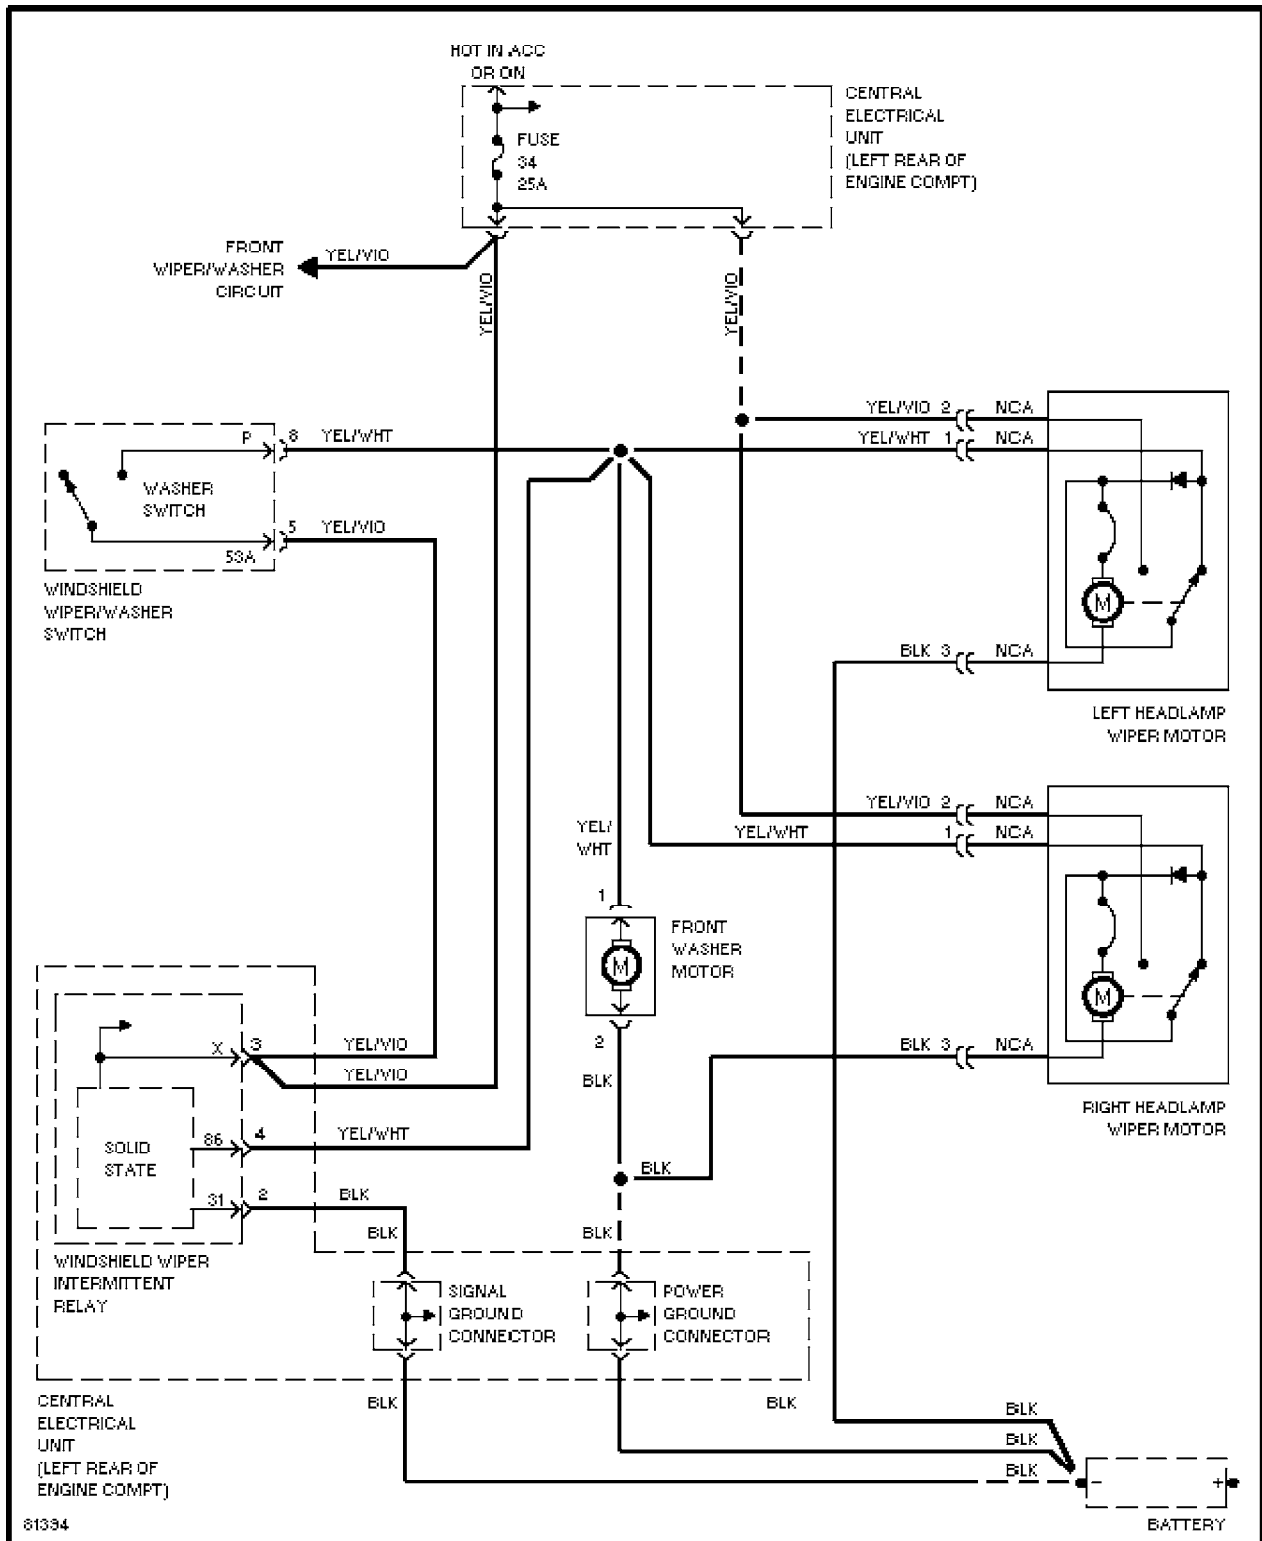 HOT IN ACC
OR ON
CENTRAL
ELECTRICAL
UNIT
(LEFT REAR OF
ENGINE COMPT)
FUSE
34
25A
FRONT
WIPER/WASHER
CIRCUIT
YEL/VIO
YEL/VIO
YEL/VIO
YEL/VIO 2 NCA
YEL/WHT 1 NCA
P 8 YEL/WHT
WASHER
SWITCH
5 YEL/VIO
53A
WINDSHIELD
WIPER/WASHER
SWITCH
M
BLK 3 NCA
LEFT HEADLAMP
WIPER MOTOR
YEL/VIO 2 NCA
YEL/WHT 1 NCA
YEL/
WHT
1
FRONT
WASHER
MOTOR
M
2
BLK
M
BLK 3 NCA
RIGHT HEADLAMP
WIPER MOTOR
X 3 YEL/VIO
YEL/VIO
SOLID
STATE
86 4 YEL/WHT
31 2 BLK
BLK
BLK
BLK
WINDSHIELD WIPER
INTERMITTENT
RELAY
SIGNAL
GROUND
CONNECTOR
POWER
GROUND
CONNECTOR
CENTRAL
ELECTRICAL
UNIT
(LEFT REAR OF
ENGINE COMPT)
BLK
BLK
BLK
BLK
BLK
- +
BATTERY
81394